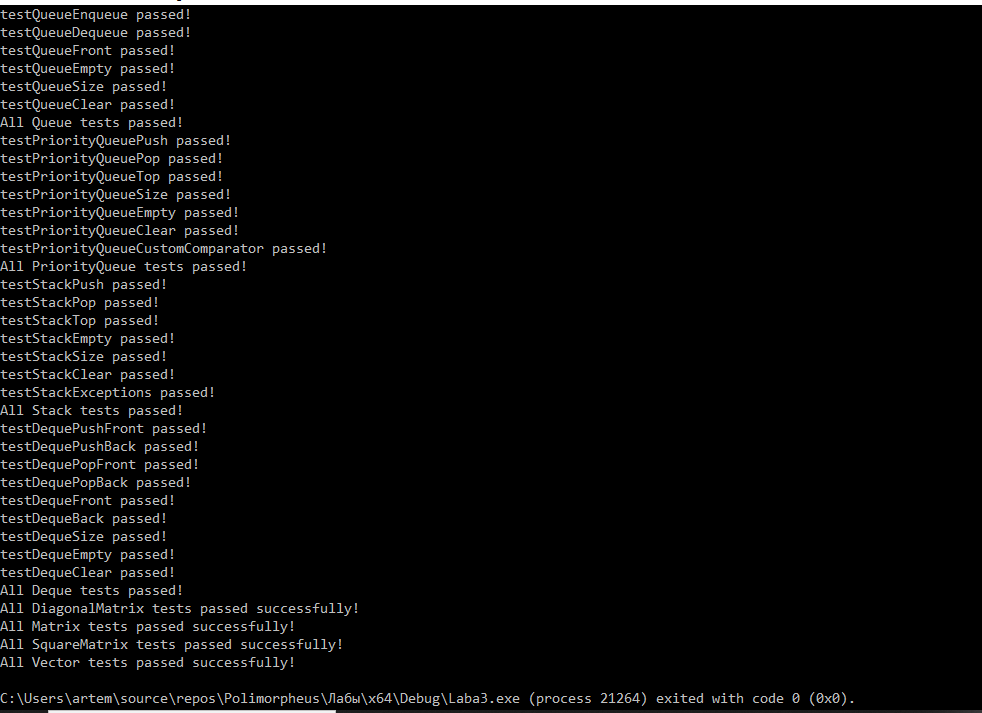 testQueueEnqueue passed!
testQueueDequeue passed!
testQueueFront passed!
testQueueEmpty passed!
testQueueSize passed!
testQueueClear passed!
All Queue tests passed!
testPriorityQueuePush passed!
testPriorityQueuePop passed!
testPriorityQueueTop passed!
testPriorityQueueSize passed!
testPriorityQueueEmpty passed!
testPriorityQueueClear passed!
testPriorityQueueCustomComparator passed!
All PriorityQueue tests passed!
testStackPush passed!
testStackPop passed!
testStackTop passed!
testStackEmpty passed!
testStackSize passed!
testStackClear passed!
testStackExceptions passed!
All Stack tests passed!
testDequePushFront passed!
testDequePushBack passed!
testDequePopFront passed!
testDequePopBack passed!
testDequeFront passed!
testDequeBack passed!
testDequeSize passed!
testDequeEmpty passed!
testDequeClear passed!
All Deque tests passed!
All DiagonalMatrix tests passed successfully!
All Matrix tests passed successfully!
All SquareMatrix tests passed successfully!
All Vector tests passed successfully!
C:\Users\artem\source\repos\Polimorpheus\Лабы\x64\Debug\Laba3.exe (process 21264) exited with code 0 (0x0).